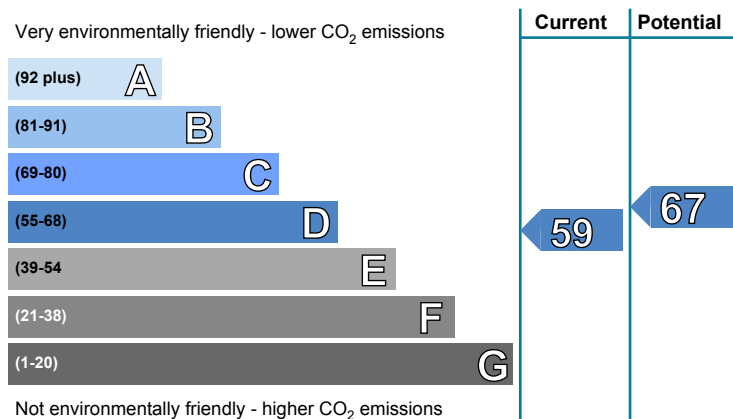 Very environmentally friendly - lower CO2 emissions
Current
Potential
(92 plus) A
(81-91) B
(69-80) C
(55-68) D
59
67
(39-54 E
(21-38) F
(1-20) G
Not environmentally friendly - higher CO2 emissions